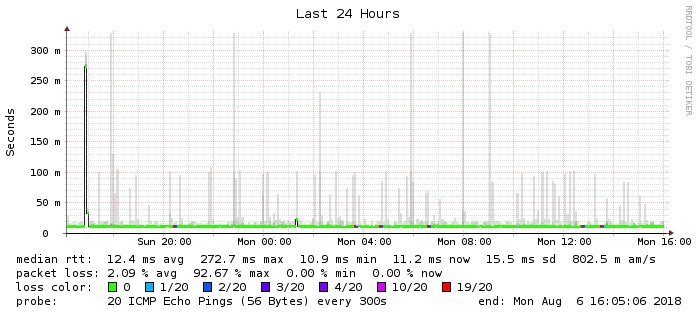 Last 24 Hours
RRDTOOL / TOBI OETIKER
Seconds
300 m
250 m
200 m
150 m
100 m
50 m
0
Sun 20:00 Mon 00:00 Mon 04:00 Mon 08:00 Mon 12:00 Mon 16:00
median rtt: 12.4 ms avg 272.7 ms max 10.9 ms min 11.2 ms now 15.5 ms sd 802.5 m am/s
packet loss: 2.09 % avg 92.67 % max 0.00 % min 0.00 % now
loss color: 0 1/20 2/20 3/20 4/20 10/20 19/20
probe: 20 ICMP Echo Pings (56 Bytes) every 300s end: Mon Aug 6 16:05:06 2018